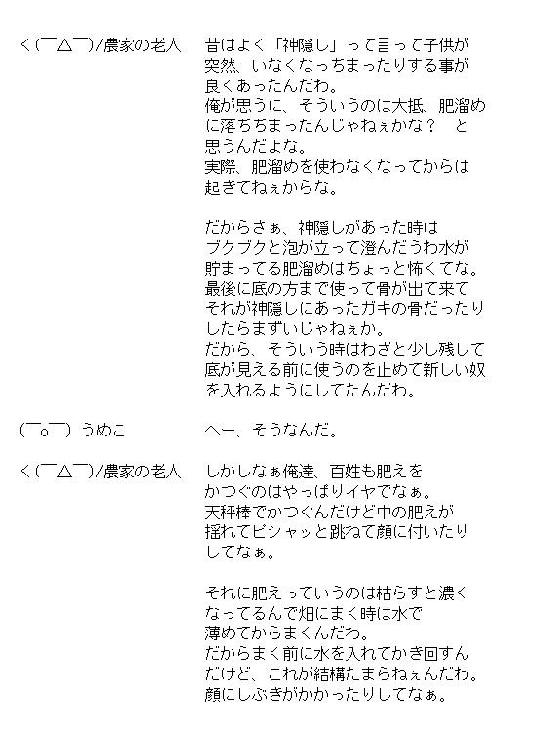 く(￣△￣)/農家の老人　昔はよく「神隠し」って言って子供が
突然、いなくなっちまったりする事が
良くあったんだわ。
俺が思うに、そういうのは大抵、肥溜め
に落ちちまったんじゃねぇかな？　と
思うんだよな。
実際、肥溜めを使わなくなってからは
起きてねぇからな。
だからさぁ、神隠しがあった時は
ブクブクと泡が立って澄んだうわ水が
貯まってる肥溜めはちょっと怖くてな。
最後に底の方まで使って骨が出て来て
それが神隠しにあったガキの骨だったり
したらまずいじゃねぇか。
だから、そういう時はわざと少し残して
底が見える前に使うのを止めて新しい奴
を入れるようにしてたんだわ。
(￣o￣) うめこ　へー、そうなんだ。
く(￣△￣)/農家の老人　しかしなぁ俺達、百姓も肥えを
かつぐのはやっぱりイヤでなぁ。
天秤棒でかつぐんだけど中の肥えが
揺れてビシャッと跳ねて顔に付いたり
してなぁ。
それに肥えっていうのは枯らすと濃く
なってるんで畑にまく時に水で
薄めてからまくんだわ。
だからまく前に水を入れてかき回すん
だけど、これが結構たまらねぇんだわ。
顔にしぶきがかかったりしてなぁ。